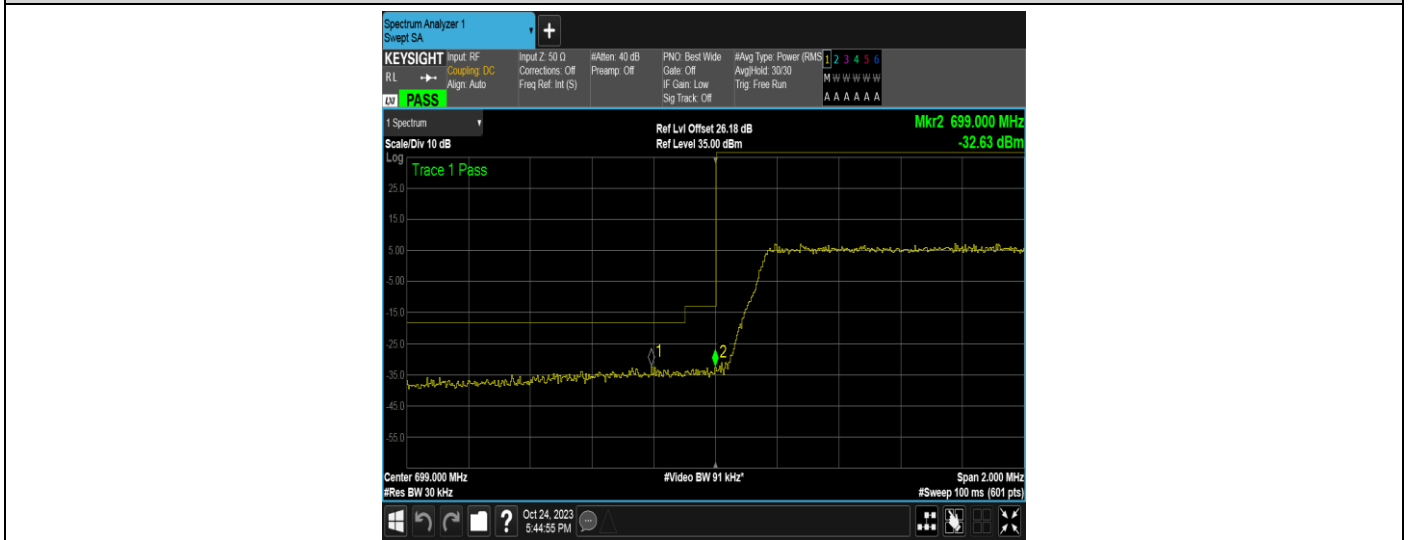 Spectrum Analyzer 1
Swept SA
+
KEYSIGHT
RL
LXI PASS
Input: RF
Coupling: DC
Align: Auto
Input Z: 50 Ω
Corrections: Off
Freq Ref: Int (S)
#Atten: 40 dB
Preamp: Off
PNO: Best Wide
Gate: Off
IF Gain: Low
Sig Track: Off
#Avg Type: Power (RMS
Avg|Hold: 30/30
Trig: Free Run
1 2 3 4 5 6
M W W W W W
A A A A A A
1 Spectrum
Scale/Div 10 dB
Ref Lvl Offset 26.18 dB
Ref Level 35.00 dBm
Mkr2 699.000 MHz
-32.63 dBm
Log
Trace 1 Pass
25.0
15.0
5.00
-5.00
-15.0
-25.0
-35.0
-45.0
-55.0
1
2
Center 699.000 MHz
#Res BW 30 kHz
#Video BW 91 kHz*
Span 2.000 MHz
#Sweep 100 ms (601 pts)
?
Oct 24, 2023
5:44:55 PM